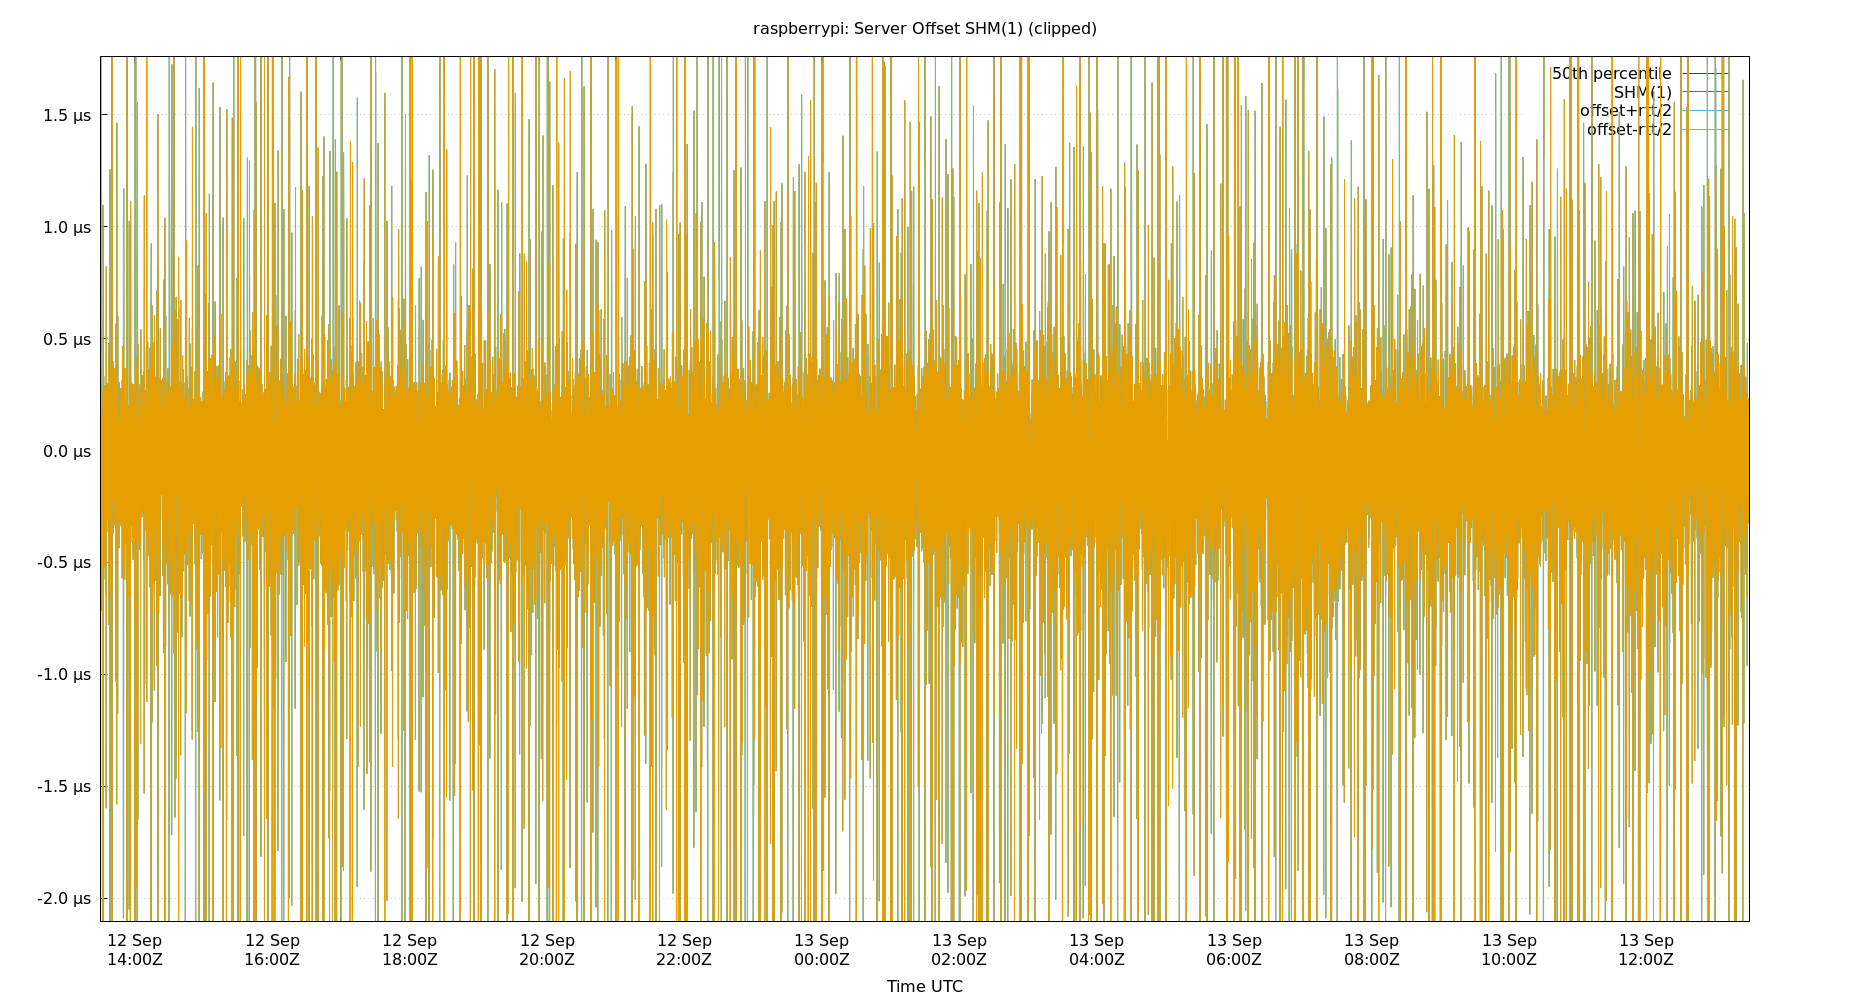 raspberrypi: Server Offset SHM(1) (clipped)
50th percentile
SHM(1)
offset+rtt/2
offset-rtt/2
1.5 µs
1.0 µs
0.5 µs
0.0 µs
-0.5 µs
-1.0 µs
-1.5 µs
-2.0 µs
12 Sep 12 Sep 12 Sep 12 Sep 12 Sep 13 Sep 13 Sep 13 Sep 13 Sep 13 Sep 13 Sep 13 Sep
14:00Z 16:00Z 18:00Z 20:00Z 22:00Z 00:00Z 02:00Z 04:00Z 06:00Z 08:00Z 10:00Z 12:00Z
Time UTC